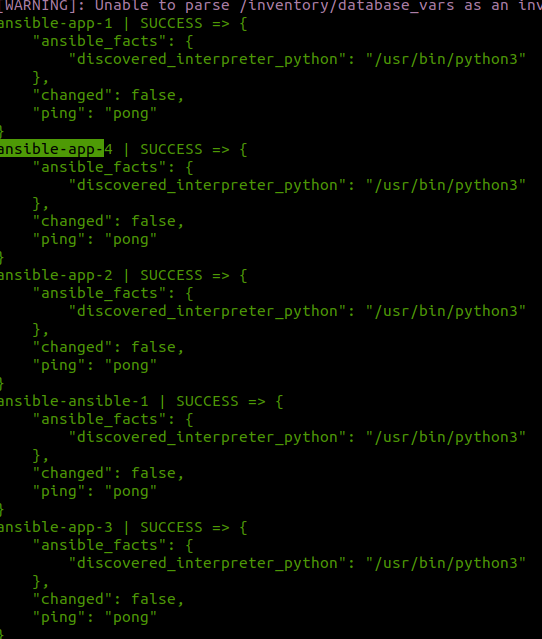 [WARNING]: Unable to parse /inventory/database_vars as an inv
ansible-app-1 | SUCCESS => {
    "ansible_facts": {
        "discovered_interpreter_python": "/usr/bin/python3"
    },
    "changed": false,
    "ping": "pong"
}
ansible-app-4 | SUCCESS => {
    "ansible_facts": {
        "discovered_interpreter_python": "/usr/bin/python3"
    },
    "changed": false,
    "ping": "pong"
}
ansible-app-2 | SUCCESS => {
    "ansible_facts": {
        "discovered_interpreter_python": "/usr/bin/python3"
    },
    "changed": false,
    "ping": "pong"
}
ansible-ansible-1 | SUCCESS => {
    "ansible_facts": {
        "discovered_interpreter_python": "/usr/bin/python3"
    },
    "changed": false,
    "ping": "pong"
}
ansible-app-3 | SUCCESS => {
    "ansible_facts": {
        "discovered_interpreter_python": "/usr/bin/python3"
    },
    "changed": false,
    "ping": "pong"
}